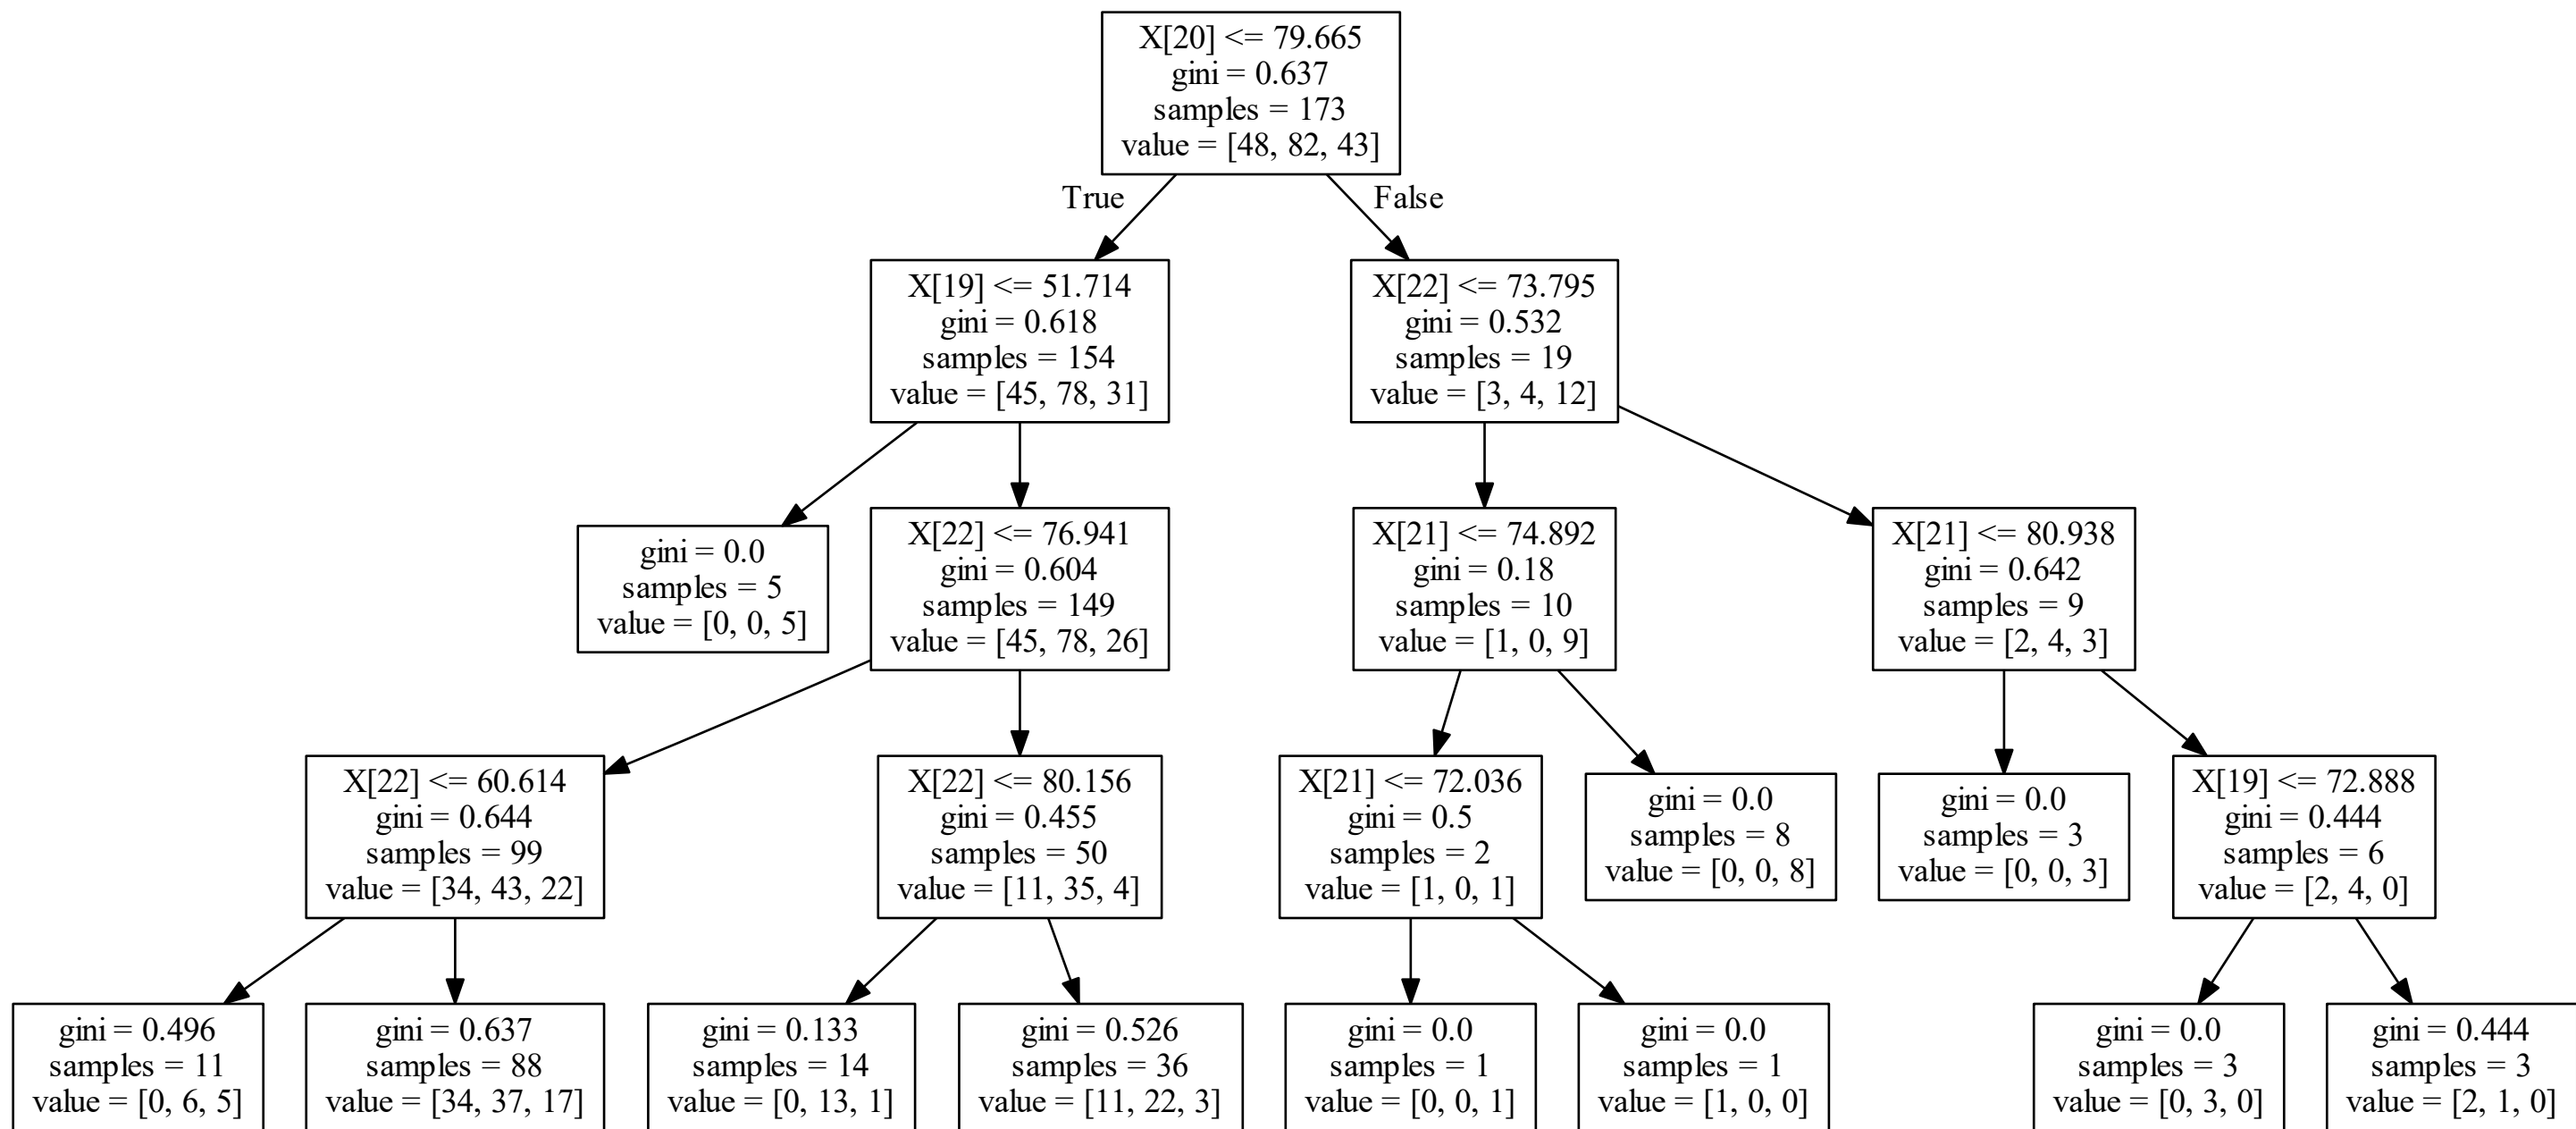 X[20] <= 79.665
gini = 0.637
samples = 173
value = [48, 82, 43]
True
False
X[19] <= 51.714
gini = 0.618
samples = 154
value = [45, 78, 31]
X[22] <= 73.795
gini = 0.532
samples = 19
value = [3, 4, 12]
gini = 0.0
samples = 5
value = [0, 0, 5]
X[22] <= 76.941
gini = 0.604
samples = 149
value = [45, 78, 26]
X[21] <= 74.892
gini = 0.18
samples = 10
value = [1, 0, 9]
X[21] <= 80.938
gini = 0.642
samples = 9
value = [2, 4, 3]
X[22] <= 60.614
gini = 0.644
samples = 99
value = [34, 43, 22]
X[22] <= 80.156
gini = 0.455
samples = 50
value = [11, 35, 4]
X[21] <= 72.036
gini = 0.5
samples = 2
value = [1, 0, 1]
gini = 0.0
samples = 8
value = [0, 0, 8]
gini = 0.0
samples = 3
value = [0, 0, 3]
X[19] <= 72.888
gini = 0.444
samples = 6
value = [2, 4, 0]
gini = 0.496
samples = 11
value = [0, 6, 5]
gini = 0.637
samples = 88
value = [34, 37, 17]
gini = 0.133
samples = 14
value = [0, 13, 1]
gini = 0.526
samples = 36
value = [11, 22, 3]
gini = 0.0
samples = 1
value = [0, 0, 1]
gini = 0.0
samples = 1
value = [1, 0, 0]
gini = 0.0
samples = 3
value = [0, 3, 0]
gini = 0.444
samples = 3
value = [2, 1, 0]